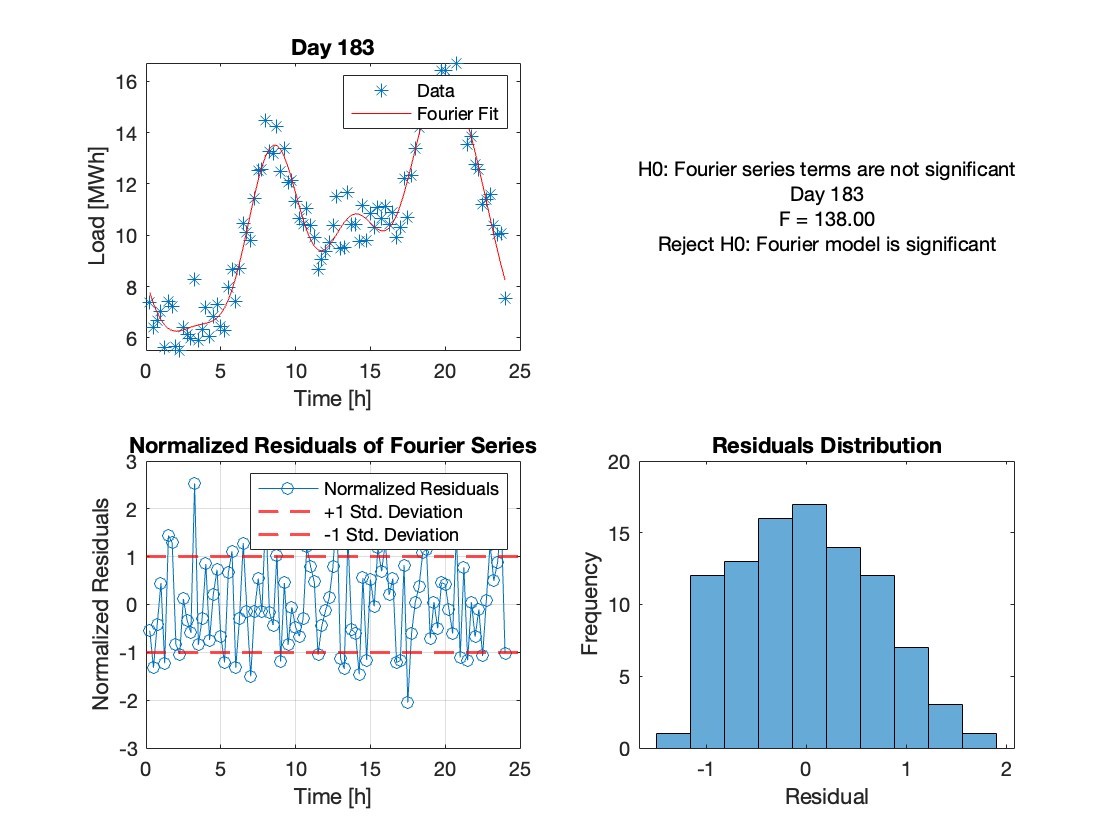 Day 183
Load [MWh]
16
14
12
10
8
6
Data
Fourier Fit
0 5 10 15 20 25
Time [h]
H0: Fourier series terms are not significant
Day 183
F = 138.00
Reject H0: Fourier model is significant
Normalized Residuals of Fourier Series
Normalized Residuals
3
2
1
0
-1
-2
-3
Normalized Residuals
+1 Std. Deviation
-1 Std. Deviation
0 5 10 15 20 25
Time [h]
Residuals Distribution
Frequency
20
15
10
5
0
-1 0 1 2
Residual